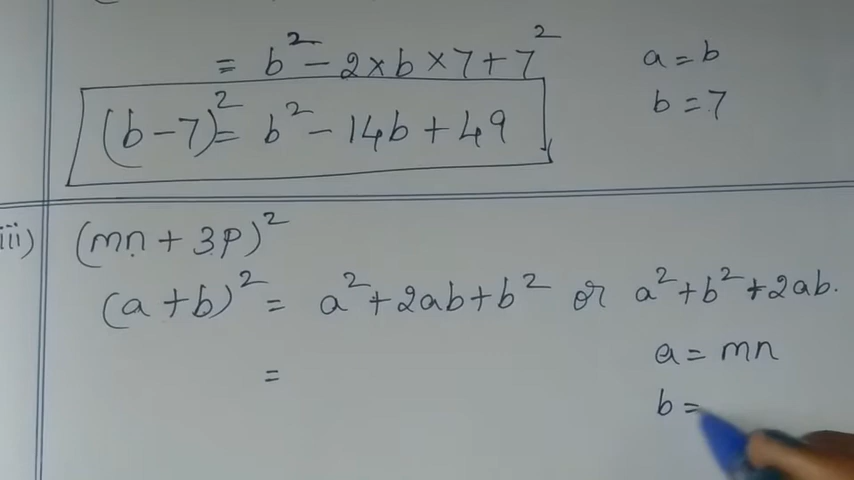 = b² - 2×b×7+7²
a = b
(b-7)² = b² - 14b + 49
b = 7
iii) (mn + 3p)²
(a+b)² = a²+2ab+b² or a²+b²+2ab.
a = mn
=
b =